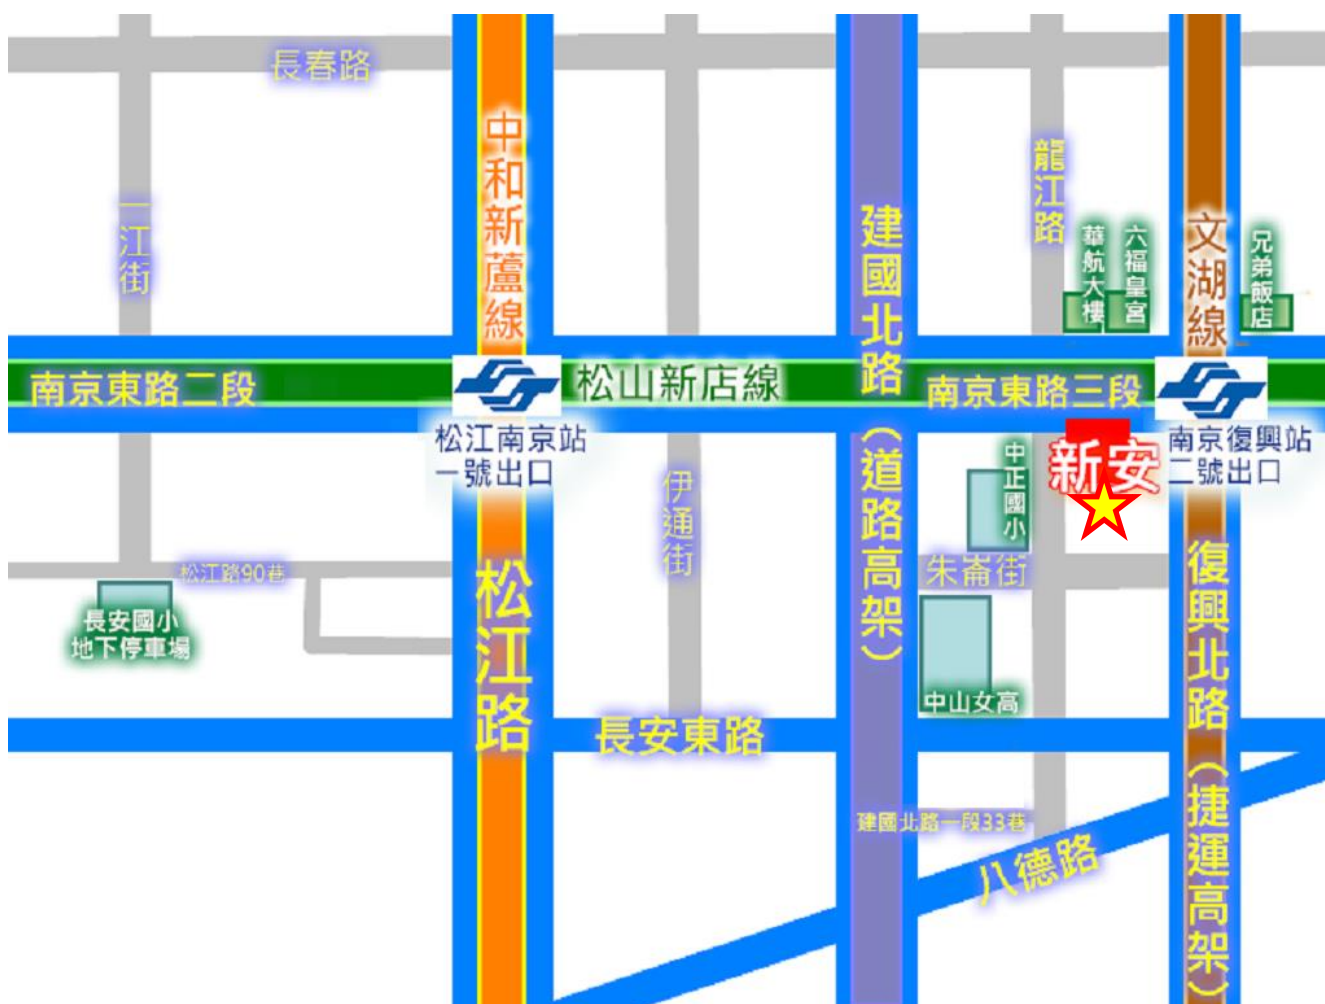 長春路
中和新蘆線
龍江路
一江街
建國北路（道路高架）
文湖線
華航大樓
六福皇宮
兄弟飯店
南京東路二段
松山新店線
南京東路三段
松江南京站
一號出口
中正國小
新安
南京復興站
二號出口
伊通街
松江路90巷
朱崙街
松江路
復興北路（捷運高架）
長安國小
地下停車場
中山女高
長安東路
建國北路一段33巷
八德路